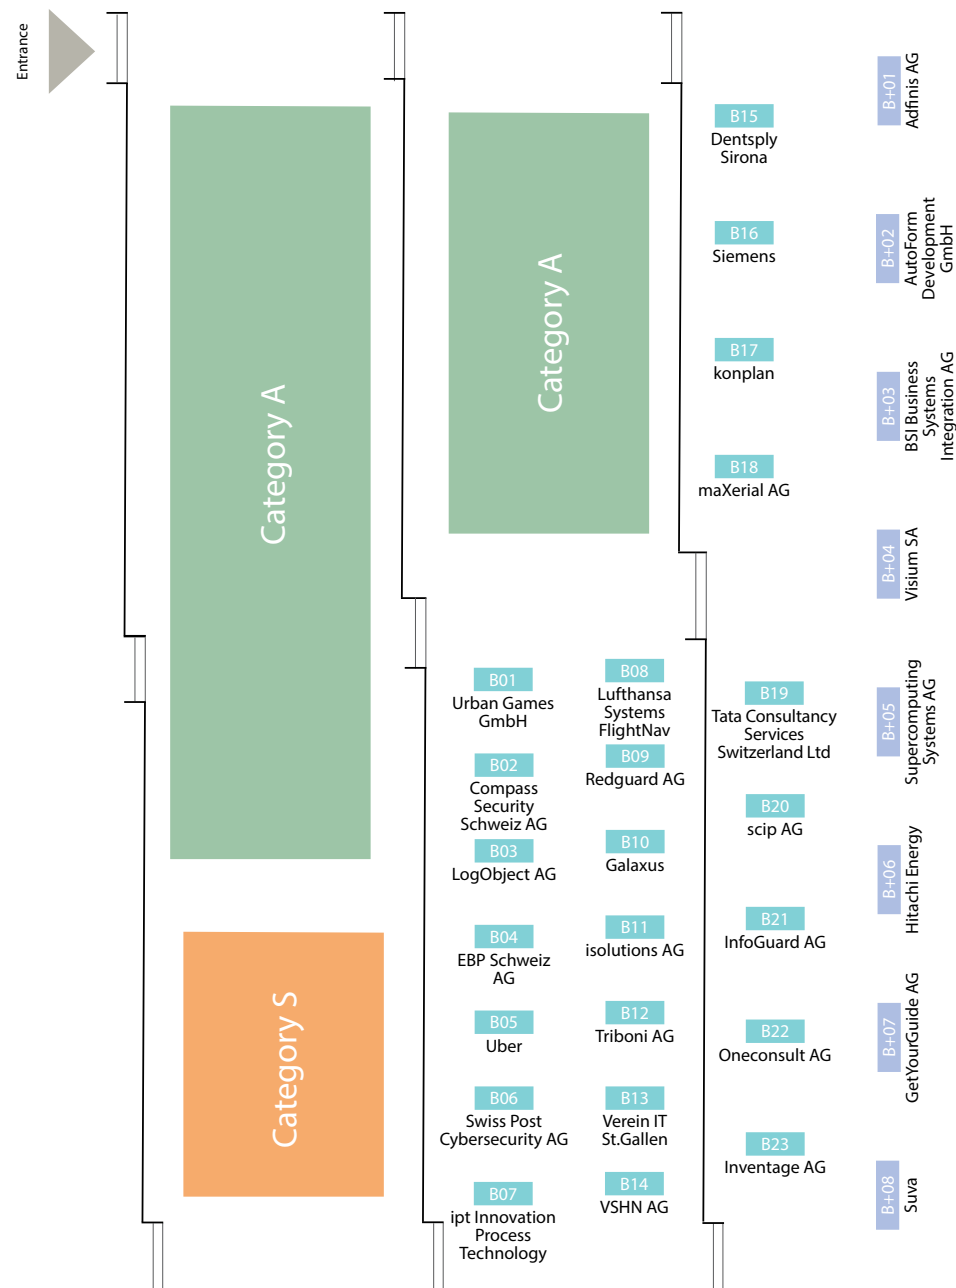 Entrance
Category A
Category S
Category A
B01
Urban Games
GmbH
B02
Compass
Security
Schweiz AG
B03
LogObject AG
B04
EBP Schweiz
AG
B05
Uber
B06
Swiss Post
Cybersecurity AG
B07
ipt Innovation
Process
Technology
B08
Lufthansa
Systems
FlightNav
B09
Redguard AG
B10
Galaxus
B11
isolutions AG
B12
Triboni AG
B13
Verein IT
St.Gallen
B14
VSHN AG
B15
Dentsply
Sirona
B16
Siemens
B17
konplan
B18
maXerial AG
B19
Tata Consultancy
Services
Switzerland Ltd
B20
scip AG
B21
InfoGuard AG
B22
Oneconsult AG
B23
Inventage AG
B+01
Adfinis AG
B+02
AutoForm
Development
GmbH
B+03
BSI Business
Systems
Integration AG
B+04
Visium SA
B+05
Supercomputing
Systems AG
B+06
Hitachi Energy
B+07
GetYourGuide AG
B+08
Suva